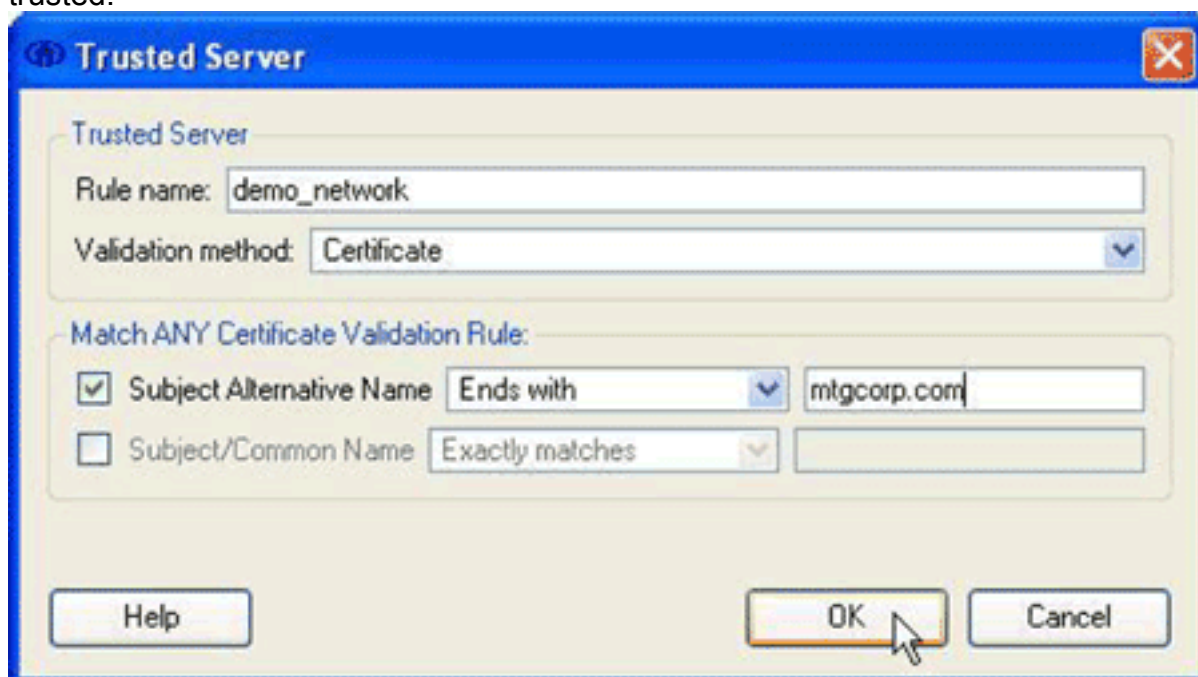 trusted.
Trusted Server
Trusted Server
Rule name: demo_network
Validation method: Certificate
Match ANY Certificate Validation Rule:
Subject Alternative Name Ends with mtgcorp.com
Subject/Common Name Exactly matches
Help OK Cancel